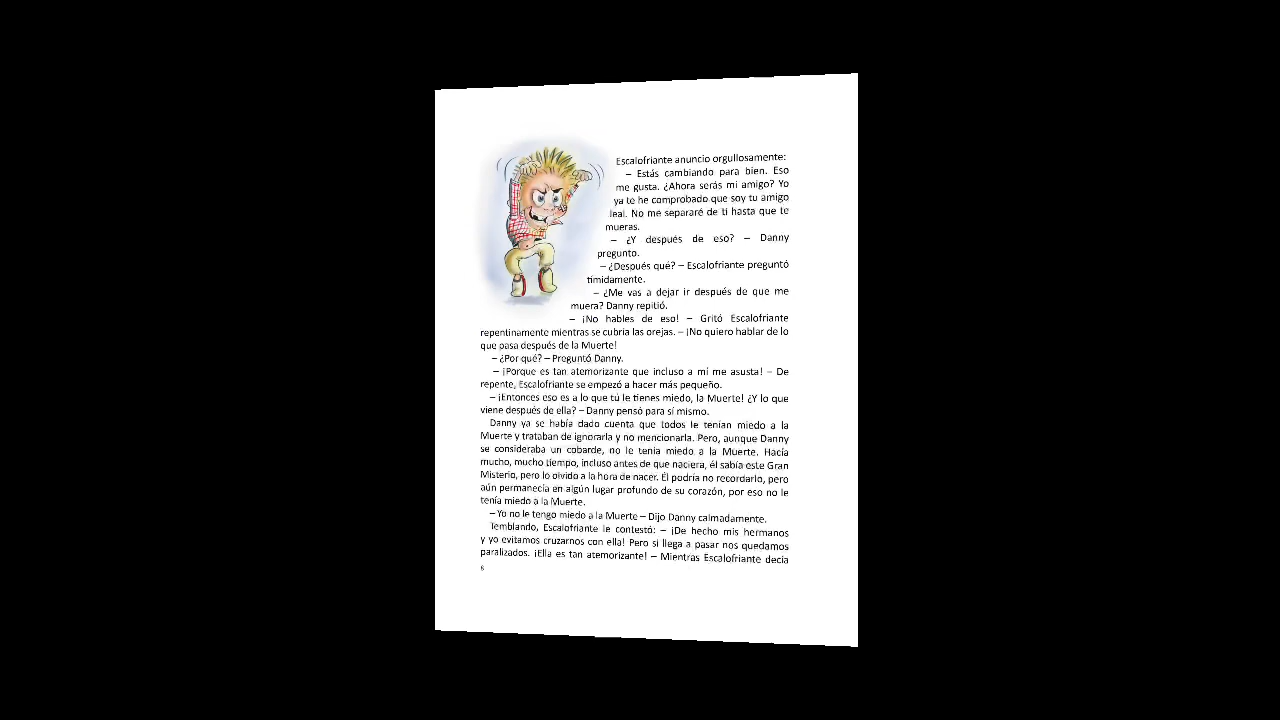 Escalofriante anuncio orgullosamente:
– Estás cambiando para bien. Eso
me gusta. ¿Ahora serás mi amigo? Yo
ya te he comprobado que soy tu amigo
leal. No me separaré de ti hasta que te
mueras.
– ¿Y después de eso? – Danny
pregunto.
– ¿Después qué? – Escalofriante preguntó
tímidamente.
– ¿Me vas a dejar ir después de que me
muera? Danny repitió.
– ¡No hables de eso! – Gritó Escalofriante
repentinamente mientras se cubría las orejas. – ¡No quiero hablar de lo
que pasa después de la Muerte!
– ¿Por qué? – Preguntó Danny.
– ¡Porque es tan atemorizante que incluso a mí me asusta! – De
repente, Escalofriante se empezó a hacer más pequeño.
– ¡Entonces eso es a lo que tú le tienes miedo, la Muerte! ¿Y lo que
viene después de ella? – Danny pensó para sí mismo.
Danny ya se había dado cuenta que todos le tenían miedo a la
Muerte y trataban de ignorarla y no mencionarla. Pero, aunque Danny
se consideraba un cobarde, no le tenía miedo a la Muerte. Hacía
mucho, mucho tiempo, incluso antes de que naciera, él sabía este Gran
Misterio, pero lo olvido a la hora de nacer. Él podría no recordarlo, pero
aún permanecía en algún lugar profundo de su corazón, por eso no le
tenía miedo a la Muerte.
– Yo no le tengo miedo a la Muerte – Dijo Danny calmadamente.
Temblando, Escalofriante le contestó: – ¡De hecho mis hermanos
y yo evitamos cruzarnos con ella! Pero si llega a pasar nos quedamos
paralizados. ¡Ella es tan atemorizante! – Mientras Escalofriante decía
6